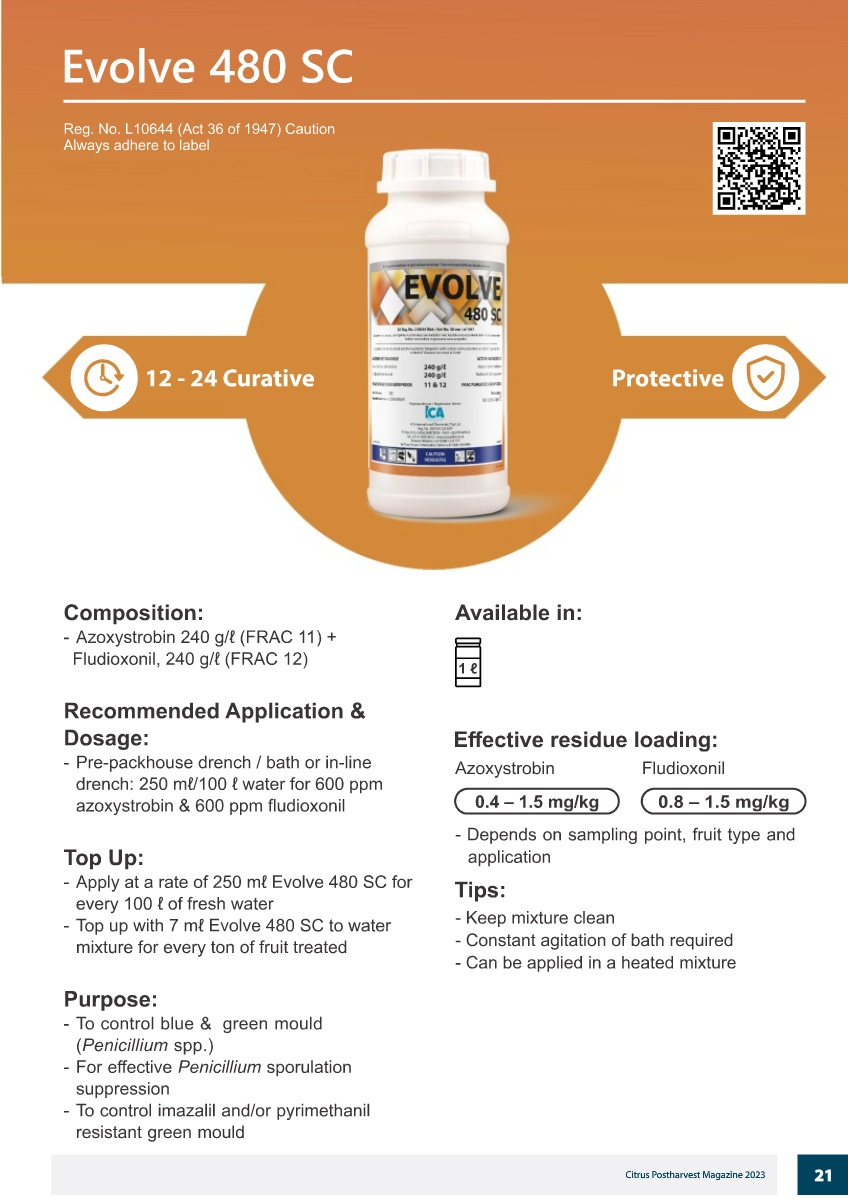 Evolve 480 SC
Reg. No. L10644 (Act 36 of 1947) Caution
Always adhere to label
EVOLVE
480 SC
240 g/ℓ
240 g/ℓ
11 & 12
ICA
CAUTION
VERSIGTIG
12 - 24 Curative
Protective
Composition:
- Azoxystrobin 240 g/ℓ (FRAC 11) +
Fludioxonil, 240 g/ℓ (FRAC 12)
Recommended Application &
Dosage:
- Pre-packhouse drench / bath or in-line
drench: 250 mℓ/100 ℓ water for 600 ppm
azoxystrobin & 600 ppm fludioxonil
Top Up:
- Apply at a rate of 250 mℓ Evolve 480 SC for
every 100 ℓ of fresh water
- Top up with 7 mℓ Evolve 480 SC to water
mixture for every ton of fruit treated
Purpose:
- To control blue & green mould
(Penicillium spp.)
- For effective Penicillium sporulation
suppression
- To control imazalil and/or pyrimethanil
resistant green mould
Available in:
1 ℓ
Effective residue loading:
Azoxystrobin Fludioxonil
0.4 – 1.5 mg/kg 0.8 – 1.5 mg/kg
- Depends on sampling point, fruit type and
application
Tips:
- Keep mixture clean
- Constant agitation of bath required
- Can be applied in a heated mixture
Citrus Postharvest Magazine 2023
21